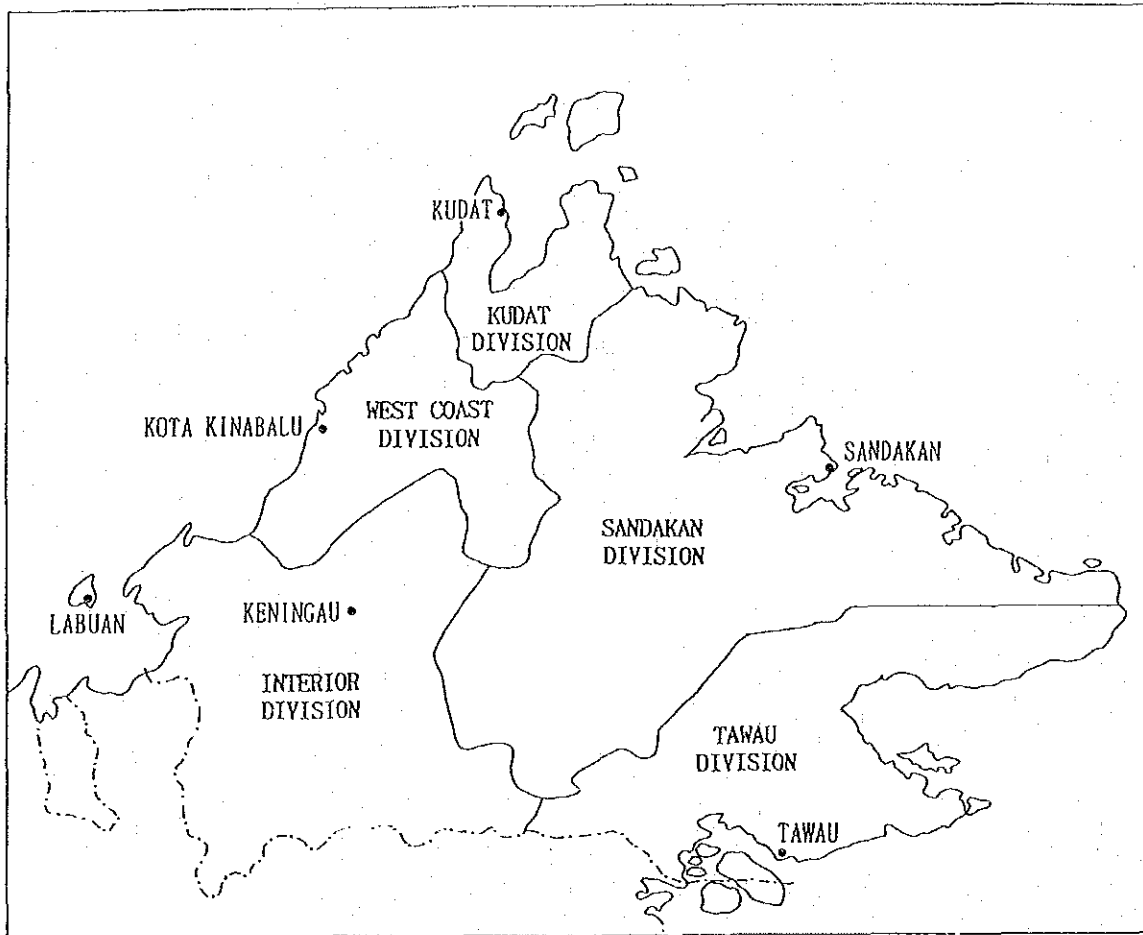 KUDAT
KUDAT
DIVISION
WEST COAST
DIVISION
KOTA KINABALU
SANDAKAN
SANDAKAN
DIVISION
LABUAN
KENINGAU
INTERIOR
DIVISION
TAWAU
DIVISION
TAWAU